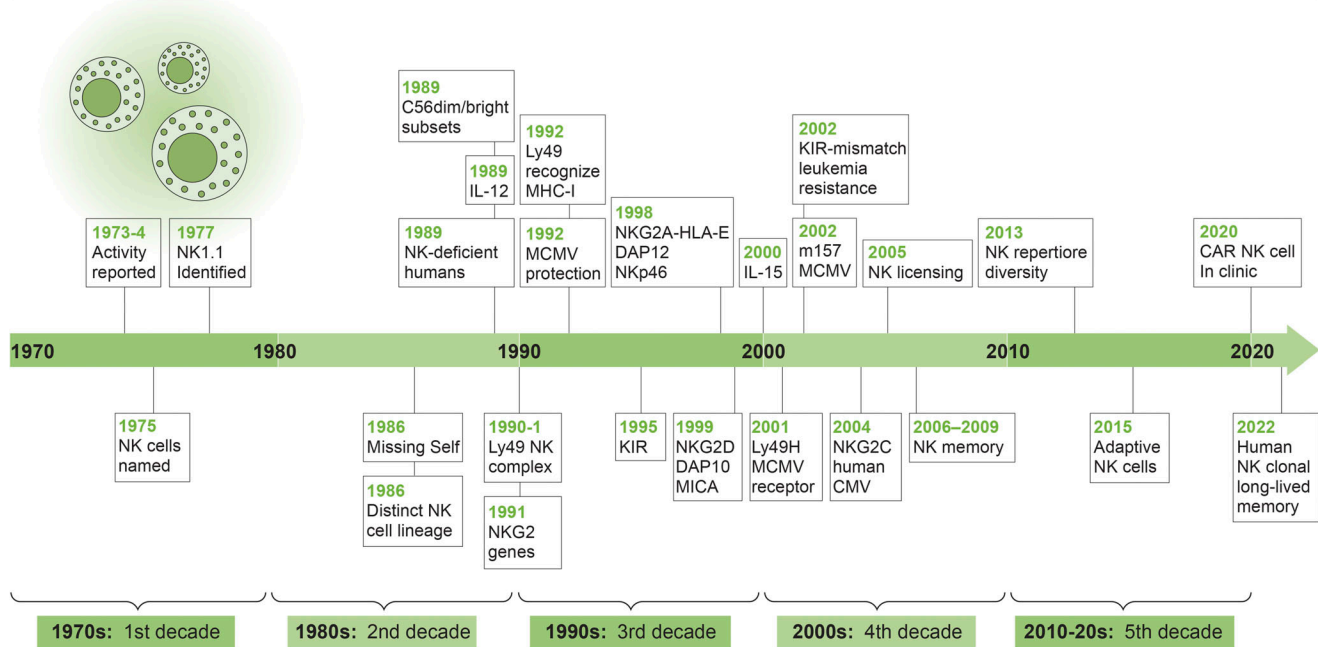 1989
C56dim/bright
subsets
1989
IL-12
1989
NK-deficient
humans
1992
Ly49
recognize
MHC-I
1992
MCMV
protection
1998
NKG2A-HLA-E
DAP12
NKp46
2000
IL-15
2002
KIR-mismatch
leukemia
resistance
2002
m157
MCMV
2005
NK licensing
2013
NK repertiore
diversity
2020
CAR NK cell
In clinic
1973-4
Activity
reported
1977
NK1.1
Identified
1970
1980
1990
2000
2010
2020
1975
NK cells
named
1986
Missing Self
1986
Distinct NK
cell lineage
1990-1
Ly49 NK
complex
1991
NKG2
genes
1995
KIR
1999
NKG2D
DAP10
MICA
2001
Ly49H
MCMV
receptor
2004
NKG2C
human
CMV
2006–2009
NK memory
2015
Adaptive
NK cells
2022
Human
NK clonal
long-lived
memory
1970s: 1st decade
1980s: 2nd decade
1990s: 3rd decade
2000s: 4th decade
2010-20s: 5th decade